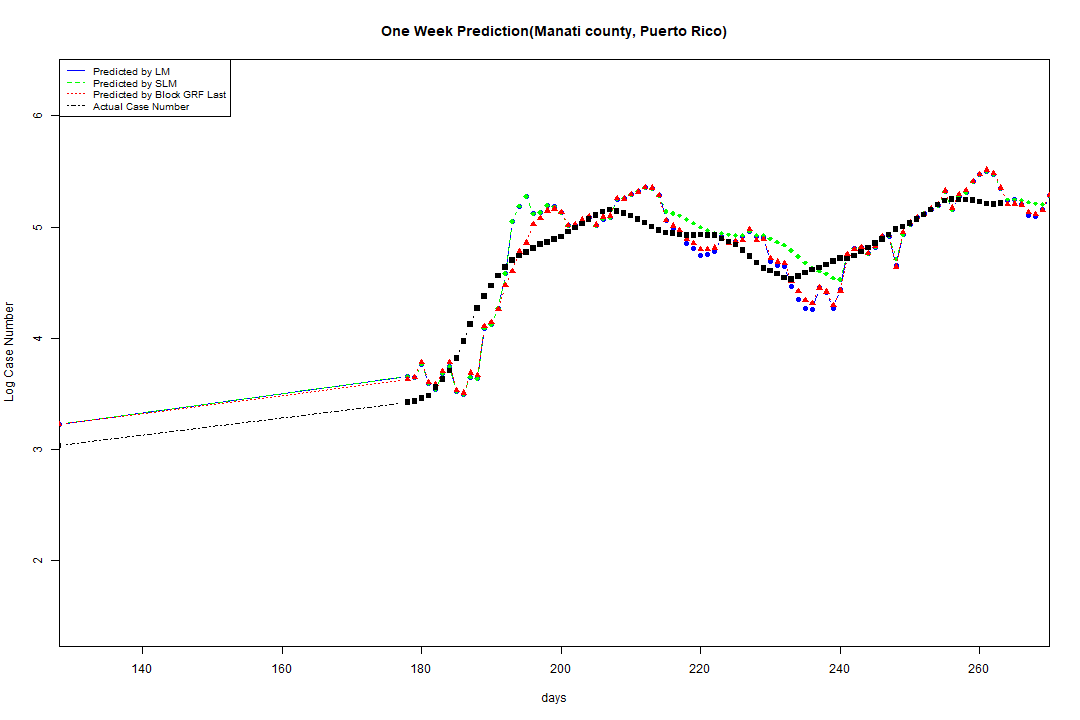 One Week Prediction(Manati county, Puerto Rico)
Predicted by LM
Predicted by SLM
Predicted by Block GRF Last
Actual Case Number
6
5
4
3
2
Log Case Number
140 160 180 200 220 240 260
days